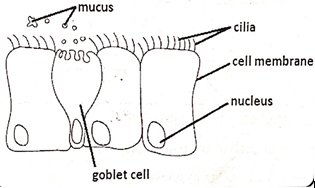 mucus
cilia
cell membrane
nucleus
goblet cell